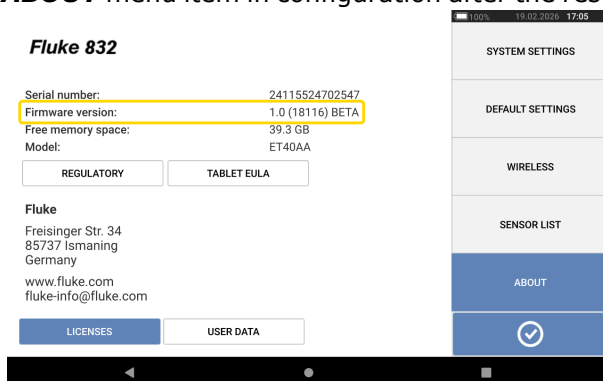 ABOUT menu item in configuration after the res
100% 19.02.2026 17:05
Fluke 832
Serial number: 24115524702547
Firmware version: 1.0 (18116) BETA
Free memory space: 39.3 GB
Model: ET40AA
REGULATORY TABLET EULA
Fluke
Freisinger Str. 34
85737 Ismaning
Germany
www.fluke.com
fluke-info@fluke.com
LICENSES USER DATA
SYSTEM SETTINGS
DEFAULT SETTINGS
WIRELESS
SENSOR LIST
ABOUT